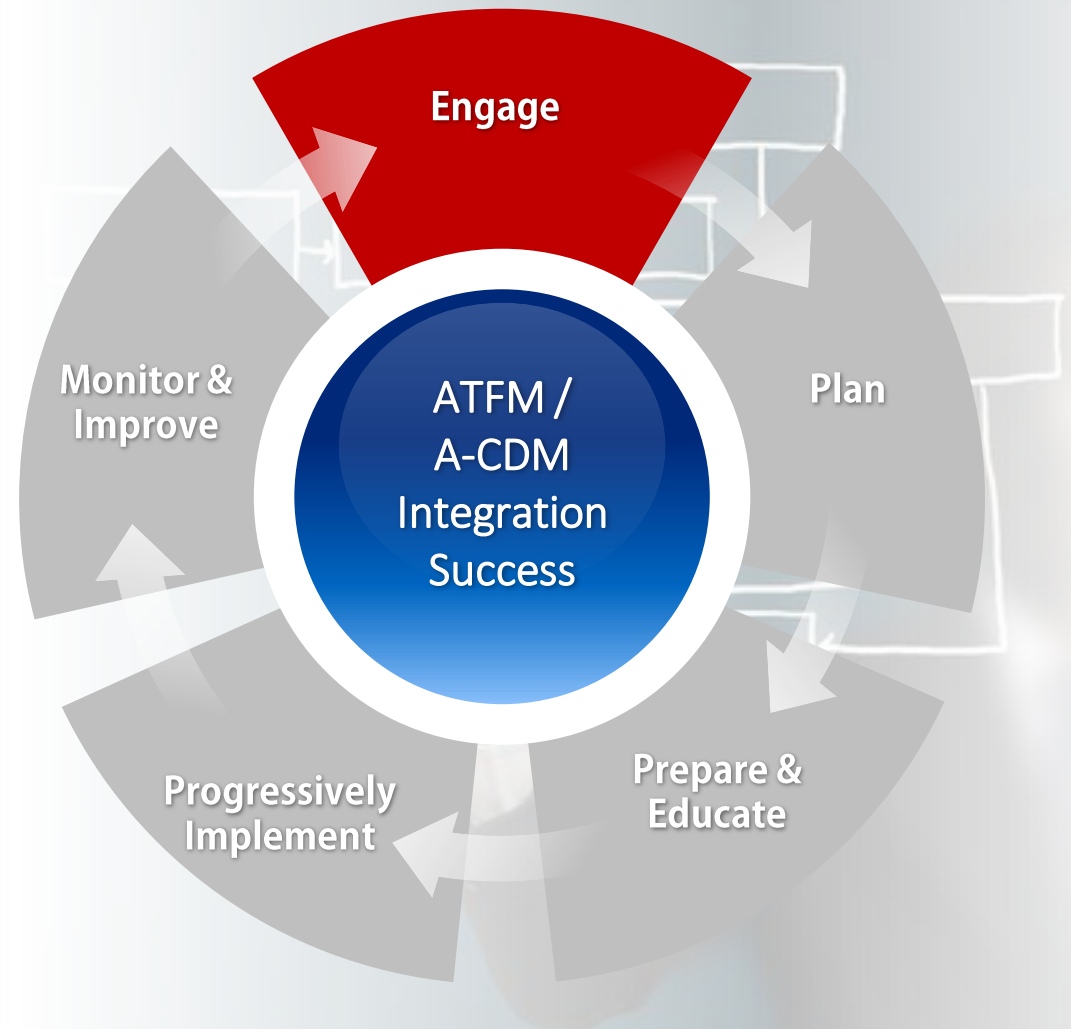 Engage
Plan
Prepare &
Educate
Progressively
Implement
Monitor &
Improve
ATFM /
A-CDM
Integration
Success